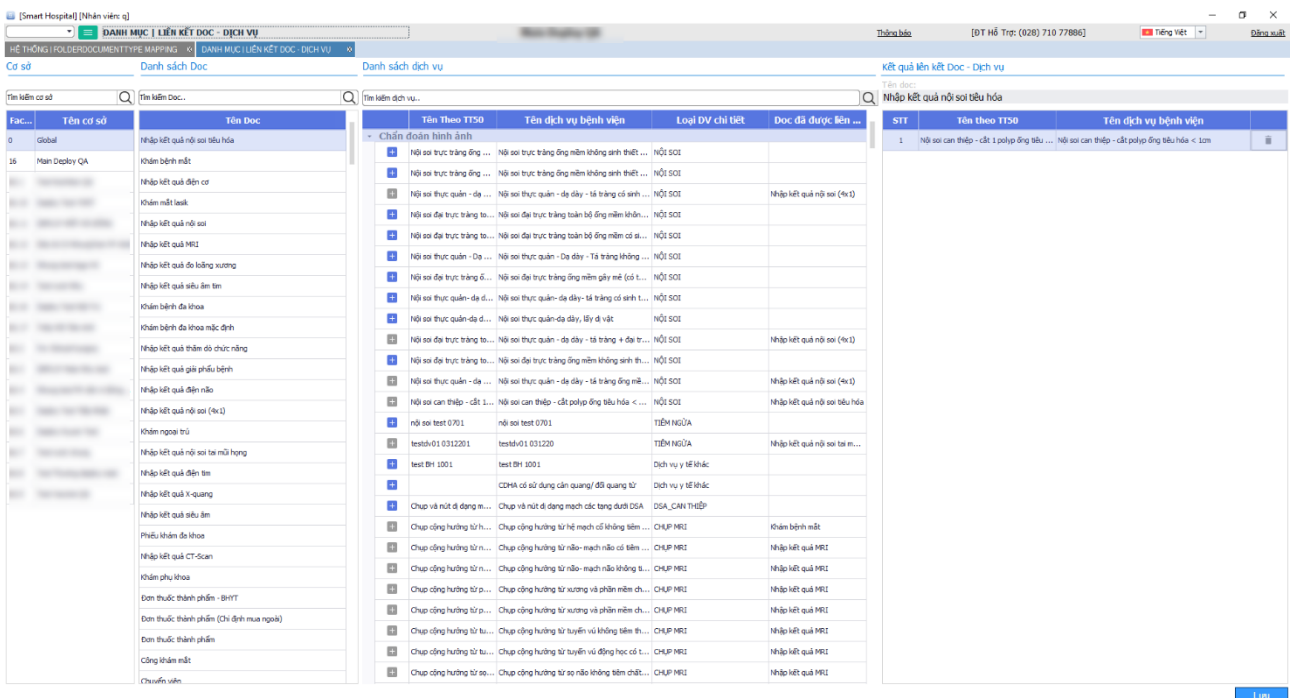 [Smart Hospital] [Nhân viên: q]
DANH MỤC | LIÊN KẾT DOC - DỊCH VỤ
Thông báo
[ĐT Hỗ Trợ: (028) 710 77886]
Tiếng Việt
Đăng xuất
HỆ THỐNG | FOLDERDOCUMENTTYPE MAPPING
DANH MỤC | LIÊN KẾT DOC - DỊCH VỤ
Cơ sở
Danh sách Doc
Danh sách dịch vụ
Kết quả liên kết Doc - Dịch vụ
Tìm kiếm cơ sở
Tìm kiếm Doc...
Tìm kiếm dịch vụ...
Tên doc:
Nhập kết quả nội soi tiêu hóa
Fac... Tên cơ sở
0 Global
16 Main Deploy QA
Tên Doc
Nhập kết quả nội soi tiêu hóa
Khám bệnh mắt
Nhập kết quả điện cơ
Khám mắt lasik
Nhập kết quả nội soi
Nhập kết quả MRI
Nhập kết quả đo loãng xương
Nhập kết quả siêu âm tim
Khám bệnh đa khoa
Khám bệnh đa khoa mặc định
Nhập kết quả thăm dò chức năng
Nhập kết quả giải phẫu bệnh
Nhập kết quả điện não
Nhập kết quả nội soi (4x1)
Khám ngoại trú
Nhập kết quả nội soi tai mũi họng
Nhập kết quả điện tim
Nhập kết quả X-quang
Nhập kết quả siêu âm
Phiếu khám đa khoa
Nhập kết quả CT-Scan
Khám phụ khoa
Đơn thuốc thành phẩm - BHYT
Đơn thuốc thành phẩm (Chỉ định mua ngoài)
Đơn thuốc thành phẩm
Cổng khám mắt
Chuyển viện
Tên Theo TT50 Tên dịch vụ bệnh viện Loại DV chi tiết Doc đã được liên ...
Chẩn đoán hình ảnh
Nội soi trực tràng ống ... Nội soi trực tràng ống mềm không sinh thiết ... NỘI SOI
Nội soi trực tràng ống ... Nội soi trực tràng ống mềm không sinh thiết ... NỘI SOI
Nội soi thực quản - dạ ... Nội soi thực quản - dạ dày - tá tràng có sinh ... NỘI SOI Nhập kết quả nội soi (4x1)
Nội soi đại trực tràng to... Nội soi đại trực tràng toàn bộ ống mềm khôn... NỘI SOI
Nội soi đại trực tràng to... Nội soi đại trực tràng toàn bộ ống mềm có si... NỘI SOI
Nội soi thực quản - Dạ ... Nội soi thực quản - Dạ dày - Tá tràng không ... NỘI SOI
Nội soi đại trực tràng ố... Nội soi đại trực tràng ống mềm gây mê (có t... NỘI SOI
Nội soi thực quản- dạ d... Nội soi thực quản- dạ dày- tá tràng có sinh t... NỘI SOI
Nội soi thực quản-dạ d... Nội soi thực quản-dạ dày, lấy dị vật NỘI SOI
Nội soi đại trực tràng to... Nội soi thực quản - dạ dày - tá tràng + đại tr... NỘI SOI Nhập kết quả nội soi (4x1)
Nội soi đại trực tràng to... Nội soi đại trực tràng ống mềm không sinh th... NỘI SOI
Nội soi thực quản - dạ ... Nội soi thực quản - dạ dày - tá tràng ống mề... NỘI SOI Nhập kết quả nội soi (4x1)
Nội soi can thiệp - cắt 1... Nội soi can thiệp - cắt polyp ống tiêu hóa < ... NỘI SOI Nhập kết quả nội soi tiêu hóa
nội soi test 0701 nội soi test 0701 TIÊM NGỪA
testdv01 0312201 testdv01 031220 TIÊM NGỪA Nhập kết quả nội soi tai m...
test BH 1001 test BH 1001 Dịch vụ y tế khác
CDHA có sử dụng cản quang/ đối quang từ Dịch vụ y tế khác
Chụp và nút dị dạng m... Chụp và nút dị dạng mạch các tạng dưới DSA DSA_CAN THIỆP
Chụp cộng hưởng từ h... Chụp cộng hưởng từ hệ mạch cổ không tiêm ... CHỤP MRI Khám bệnh mắt
Chụp cộng hưởng từ n... Chụp cộng hưởng từ não- mạch não có tiêm ... CHỤP MRI Nhập kết quả MRI
Chụp cộng hưởng từ n... Chụp cộng hưởng từ não- mạch não không ti... CHỤP MRI Nhập kết quả MRI
Chụp cộng hưởng từ p... Chụp cộng hưởng từ xương và phần mềm ch... CHỤP MRI Nhập kết quả MRI
Chụp cộng hưởng từ p... Chụp cộng hưởng từ xương và phần mềm ch... CHỤP MRI Nhập kết quả MRI
Chụp cộng hưởng từ tu... Chụp cộng hưởng từ tuyến vú không tiêm th... CHỤP MRI Nhập kết quả MRI
Chụp cộng hưởng từ tu... Chụp cộng hưởng từ tuyến vú động học có t... CHỤP MRI Nhập kết quả MRI
Chụp cộng hưởng từ sọ... Chụp cộng hưởng từ sọ não không tiêm chất... CHỤP MRI Nhập kết quả MRI
STT Tên theo TT50 Tên dịch vụ bệnh viện
1 Nội soi can thiệp - cắt 1 polyp ống tiêu ... Nội soi can thiệp - cắt polyp ống tiêu hóa < 1cm
Lưu